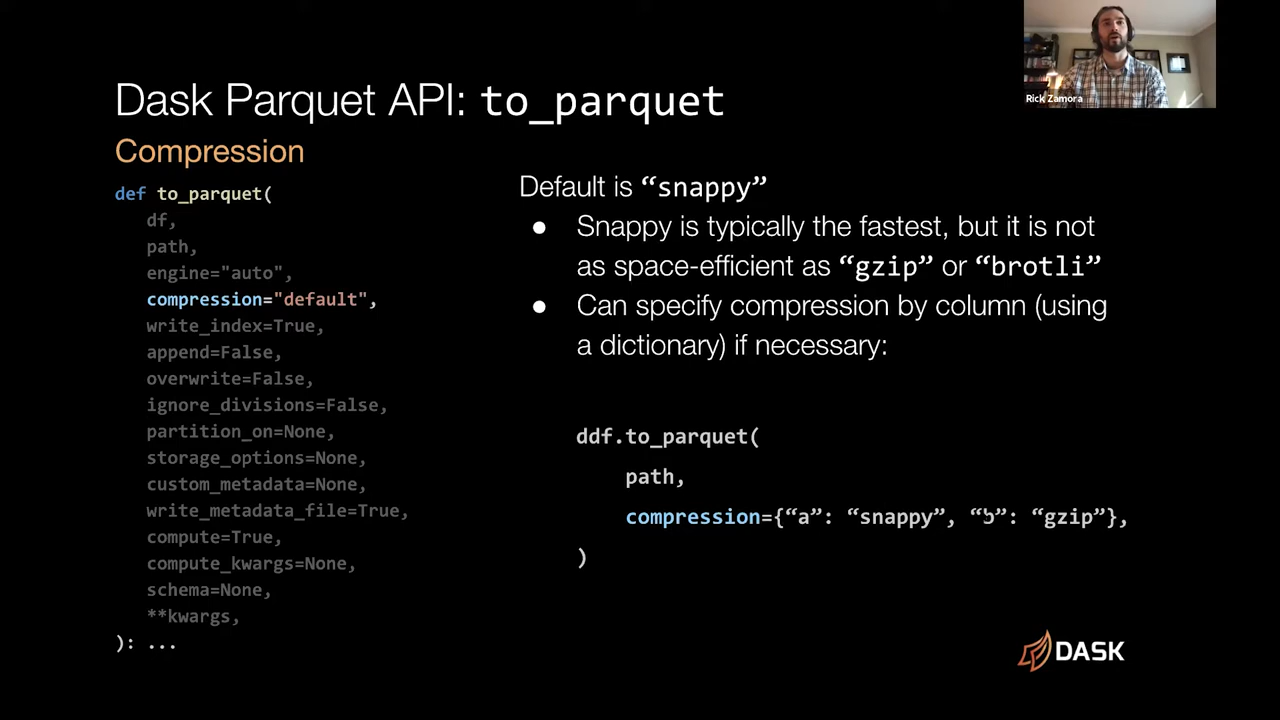 Dask Parquet API: to_parquet
Compression
def to_parquet(
df,
path,
engine="auto",
compression="default",
write_index=True,
append=False,
overwrite=False,
ignore_divisions=False,
partition_on=None,
storage_options=None,
custom_metadata=None,
write_metadata_file=True,
compute=True,
compute_kwargs=None,
schema=None,
**kwargs,
): ...
Default is “snappy”
● Snappy is typically the fastest, but it is not
as space-efficient as “gzip” or “brotli”
● Can specify compression by column (using
a dictionary) if necessary:
ddf.to_parquet(
path,
compression={“a”: “snappy”, “b”: “gzip”},
)
Rick Zamora
DASK